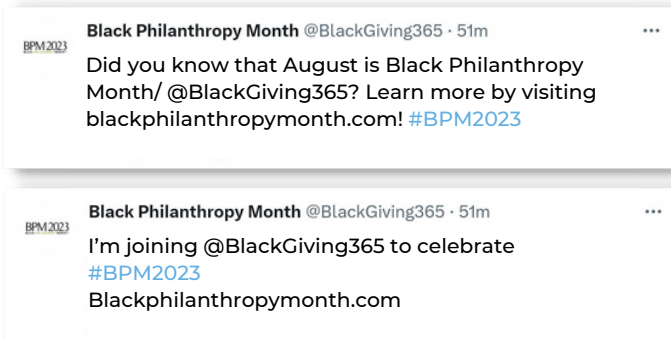 Black Philanthropy Month @BlackGiving365 · 51m
BPM2023
Did you know that August is Black Philanthropy
Month/ @BlackGiving365? Learn more by visiting
blackphilanthropymonth.com! #BPM2023
Black Philanthropy Month @BlackGiving365 · 51m
BPM2023
I’m joining @BlackGiving365 to celebrate
#BPM2023
Blackphilanthropymonth.com